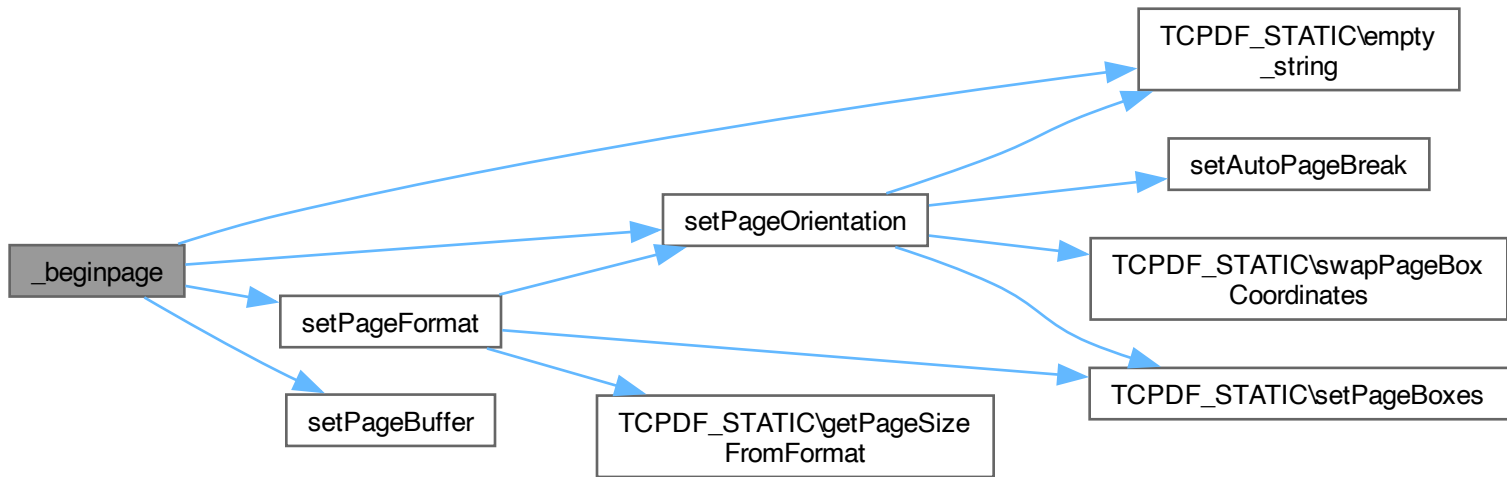 TCPDF_STATIC\empty
_string
setAutoPageBreak
setPageOrientation
_beginpage
TCPDF_STATIC\swapPageBox
Coordinates
setPageFormat
TCPDF_STATIC\setPageBoxes
setPageBuffer
TCPDF_STATIC\getPageSize
FromFormat